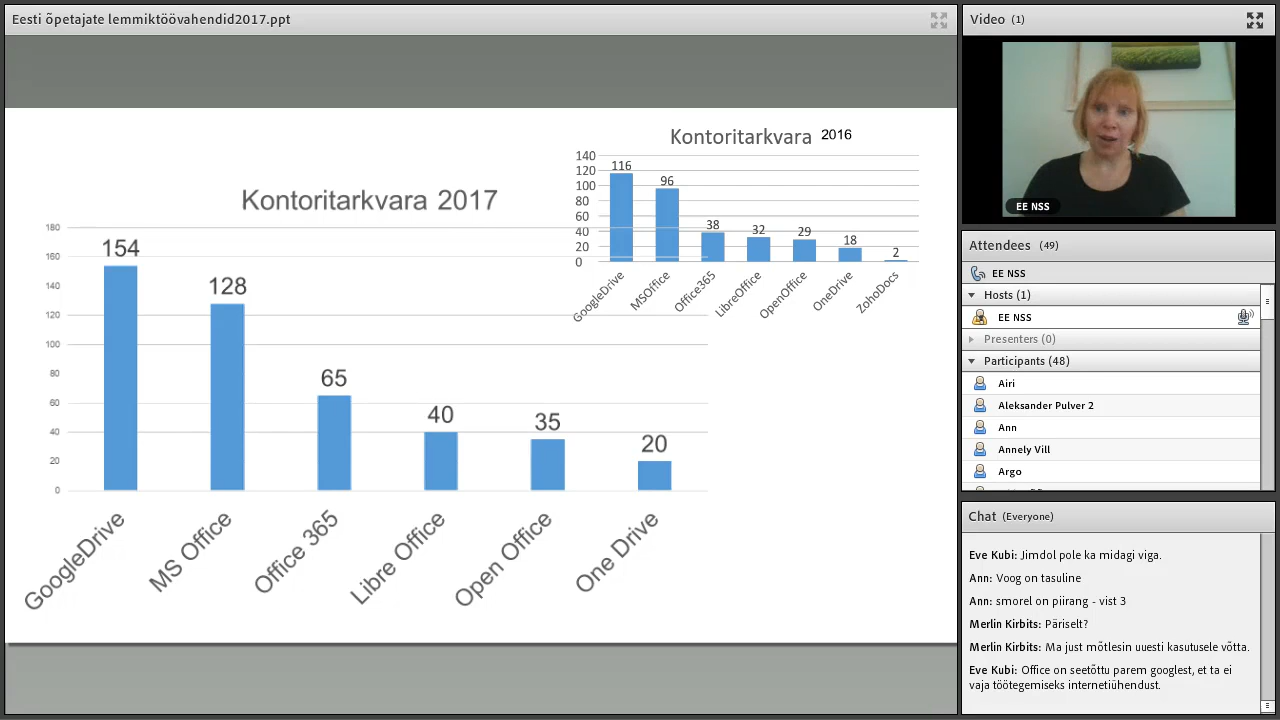 Eesti õpetajate lemmiktöövahendid2017.ppt
Kontoritarkvara 2016
140
120
100
80
60
40
20
0
116
96
38
32
29
18
2
GoogleDrive
MSOffice
Office365
LibreOffice
OpenOffice
OneDrive
ZohoDocs
Kontoritarkvara 2017
180
160
140
120
100
80
60
40
20
0
154
128
65
40
35
20
GoogleDrive
MS Office
Office 365
Libre Office
Open Office
One Drive
Video (1)
EE NSS
Attendees (49)
EE NSS
Hosts (1)
EE NSS
Presenters (0)
Participants (48)
Airi
Aleksander Pulver 2
Ann
Annely Vill
Argo
Chat (Everyone)
Eve Kubi: Jimdol pole ka midagi viga.
Ann: Voog on tasuline
Ann: smorel on piirang - vist 3
Merlin Kirbits: Päriselt?
Merlin Kirbits: Ma just mõtlesin uuesti kasutusele võtta.
Eve Kubi: Office on seetõttu parem googlest, et ta ei
vaja töötegemiseks internetiühendust.